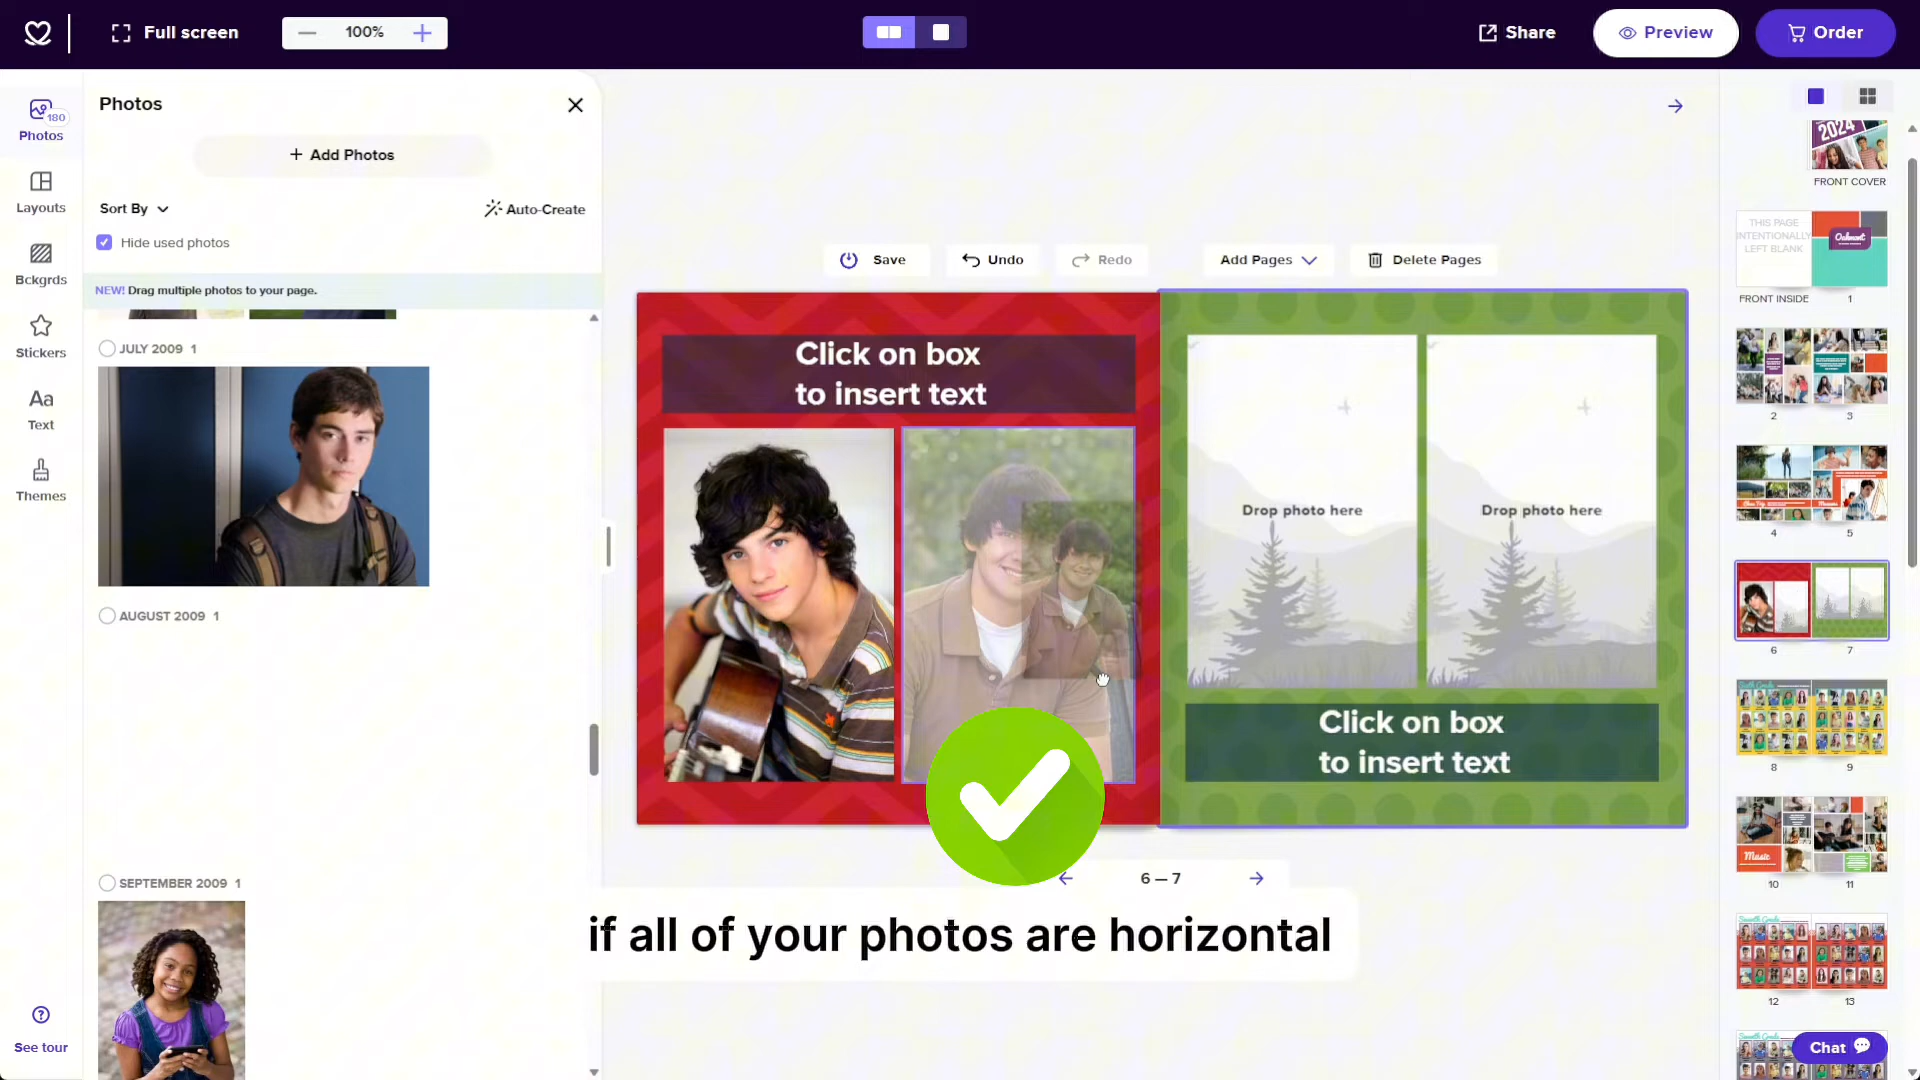 Full screen
100%
Share
Preview
Order
Photos
180
Photos
Layouts
Bckgrds
Stickers
Aa
Text
Themes
See tour
Add Photos
Sort By
Auto-Create
Hide used photos
NEW! Drag multiple photos to your page.
JULY 2009 1
AUGUST 2009 1
SEPTEMBER 2009 1
Save
Undo
Redo
Add Pages
Delete Pages
Click on box
to insert text
Drop photo here
Drop photo here
Click on box
to insert text
6 — 7
if all of your photos are horizontal
2024
FRONT COVER
THIS PAGE
INTENTIONALLY
LEFT BLANK
FRONT INSIDE
1
2
3
4
5
6
7
8
9
Music
10
11
12
13
Chat